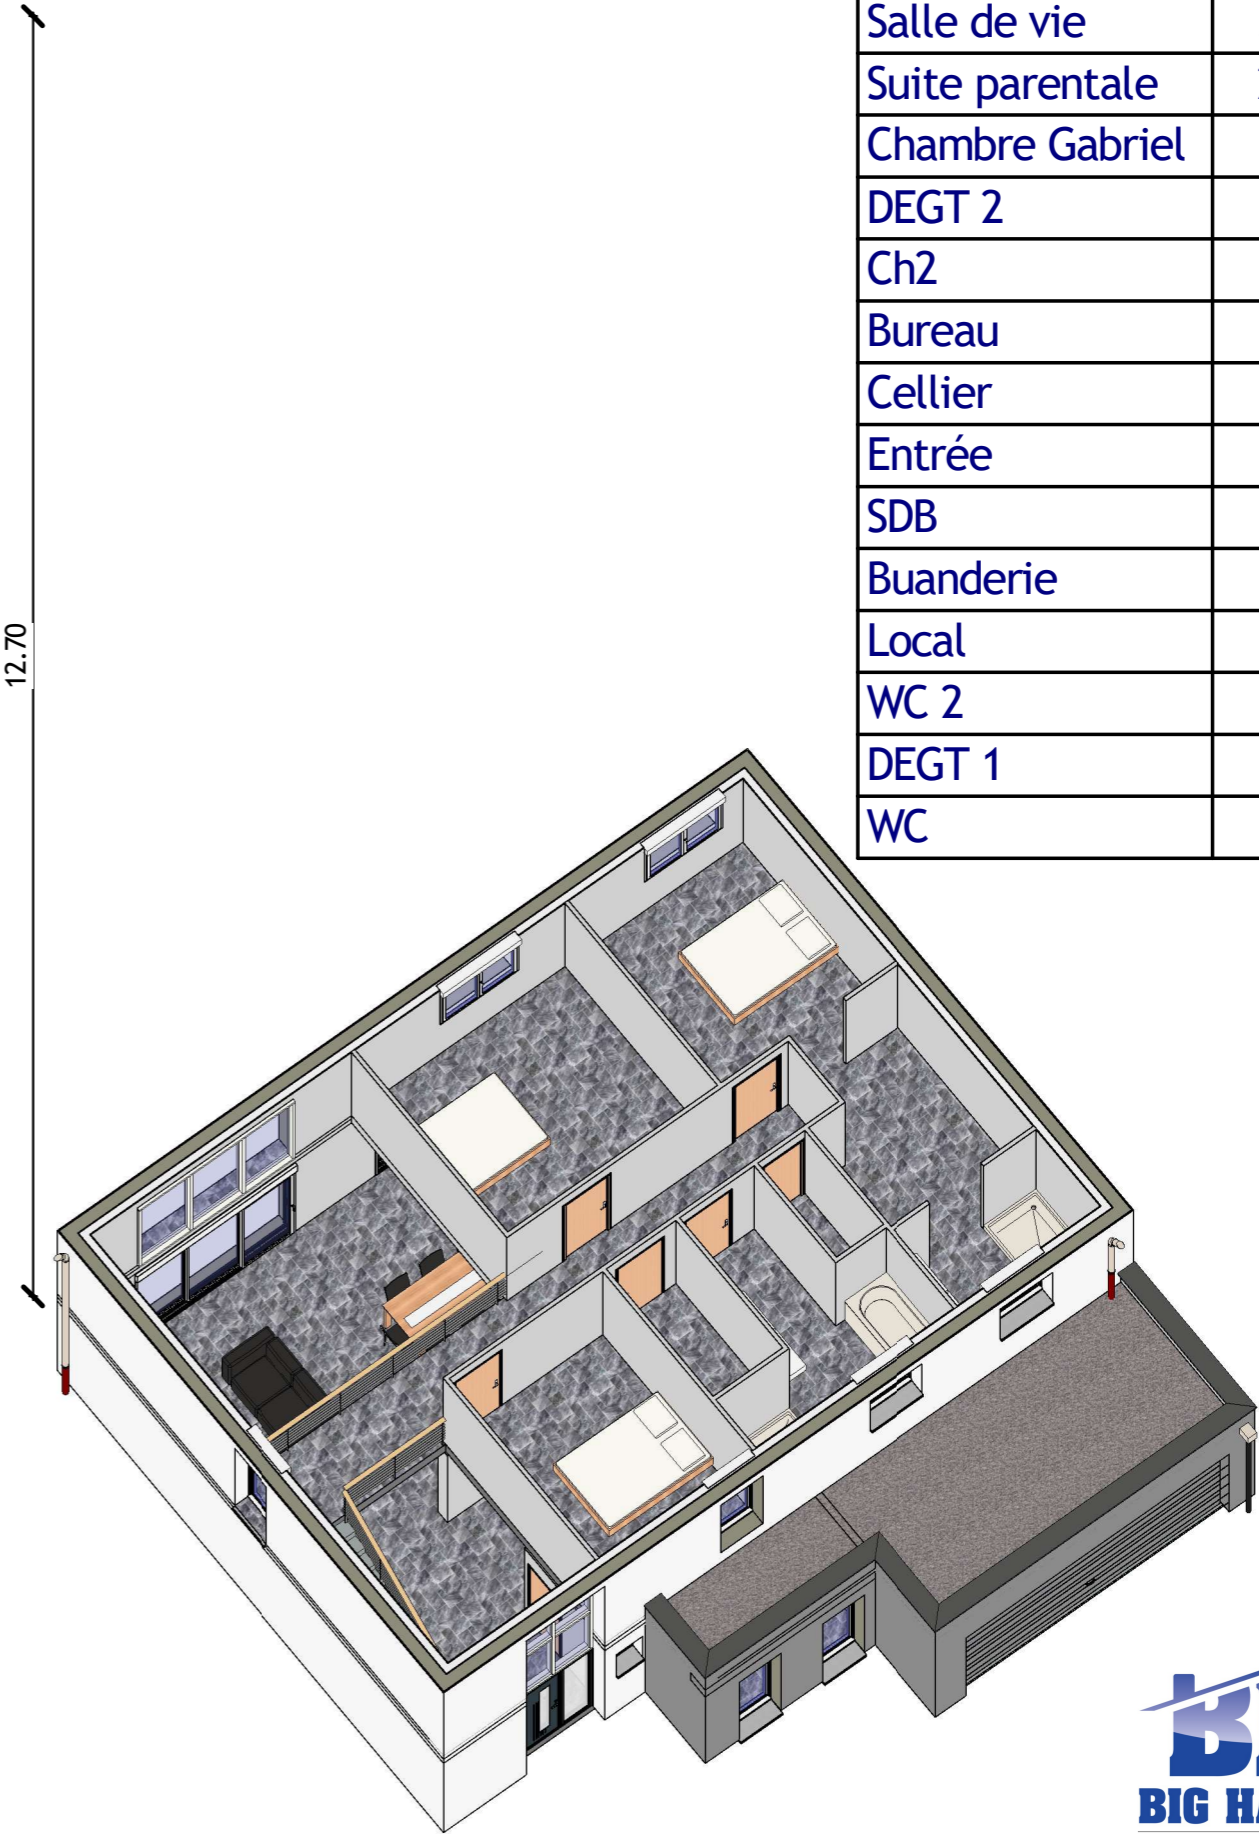 Salle de vie
Suite parentale
Chambre Gabriel
DEGT 2
Ch2
Bureau
Cellier
Entrée
SDB
Buanderie
Local
WC 2
DEGT 1
WC
12.70
BIG